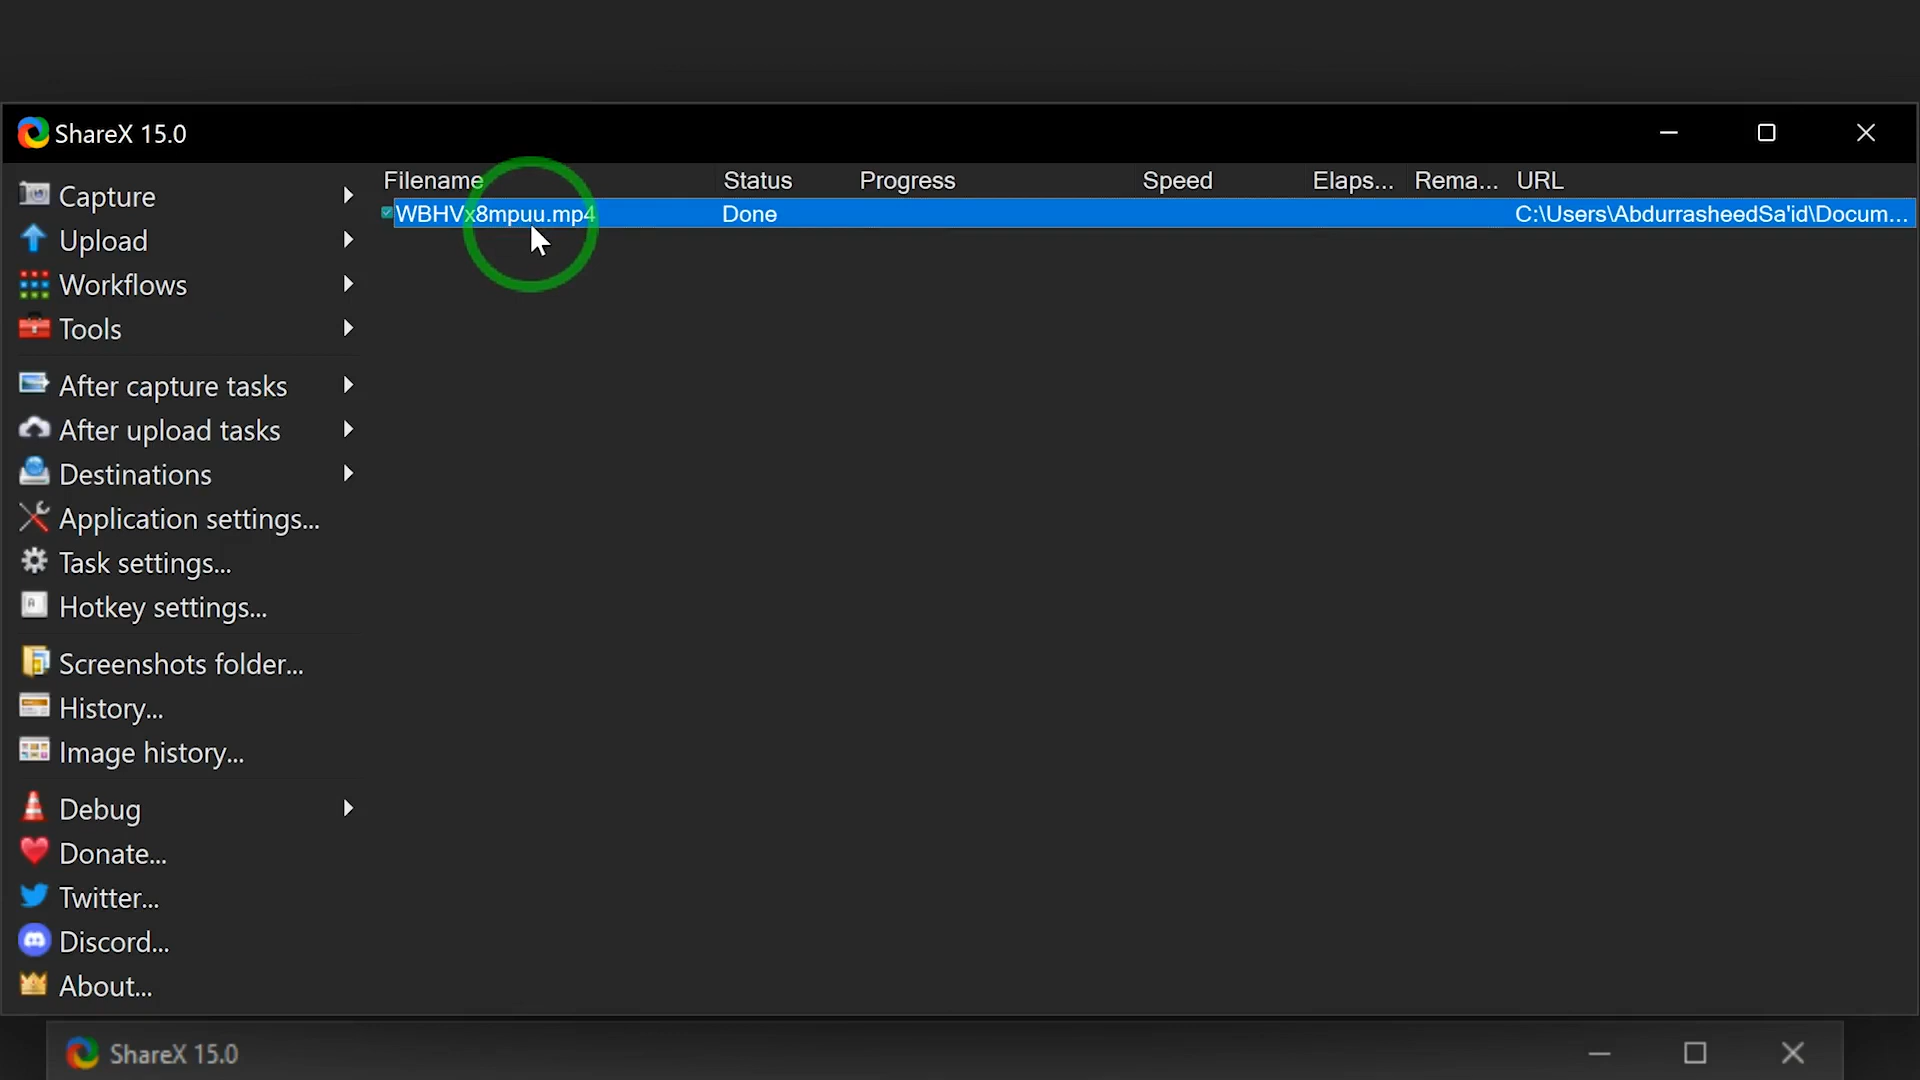 ShareX 15.0
Filename Status Progress Speed Elaps... Rema... URL
WBHVx8mpuu.mp4 Done C:\Users\AbdurrasheedSa'id\Docum...
Capture
Upload
Workflows
Tools
After capture tasks
After upload tasks
Destinations
Application settings...
Task settings...
Hotkey settings...
Screenshots folder...
History...
Image history...
Debug
Donate...
Twitter...
Discord...
About...
ShareX 15.0